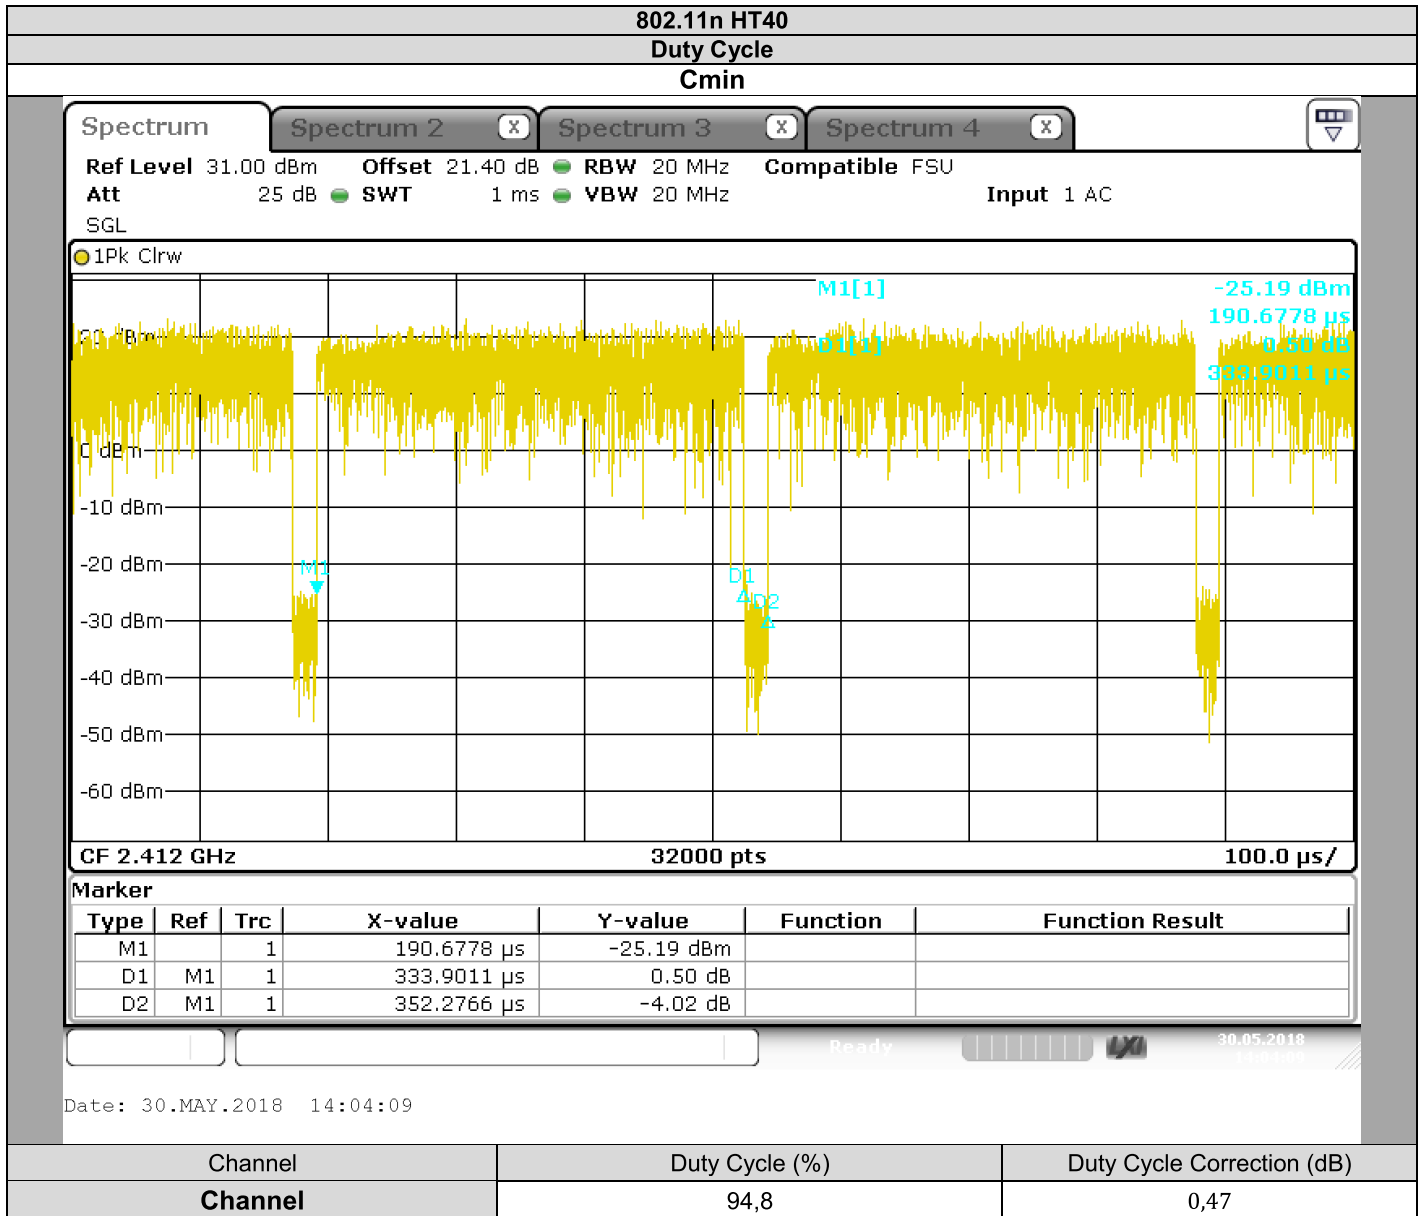 802.11n HT40
Duty Cycle
Cmin
Spectrum Spectrum 2 X Spectrum 3 X Spectrum 4 X
Ref Level 31.00 dBm Offset 21.40 dB RBW 20 MHz Compatible FSU
Att 25 dB SWT 1 ms VBW 20 MHz Input 1 AC
SGL
1Pk Clrw
M1[1] -25.19 dBm
190.6778 µs
20 dBm
D1[1] 0.50 dB
333.9011 µs
0 dBm
-10 dBm
-20 dBm
M1
D1
D2
-30 dBm
-40 dBm
-50 dBm
-60 dBm
CF 2.412 GHz 32000 pts 100.0 µs/
Marker
Type Ref Trc X-value Y-value Function Function Result
M1 1 190.6778 µs -25.19 dBm
D1 M1 1 333.9011 µs 0.50 dB
D2 M1 1 352.2766 µs -4.02 dB
Ready LXI 30.05.2018
14:04:09
Date: 30.MAY.2018 14:04:09
Channel Duty Cycle (%) Duty Cycle Correction (dB)
Channel 94,8 0,47